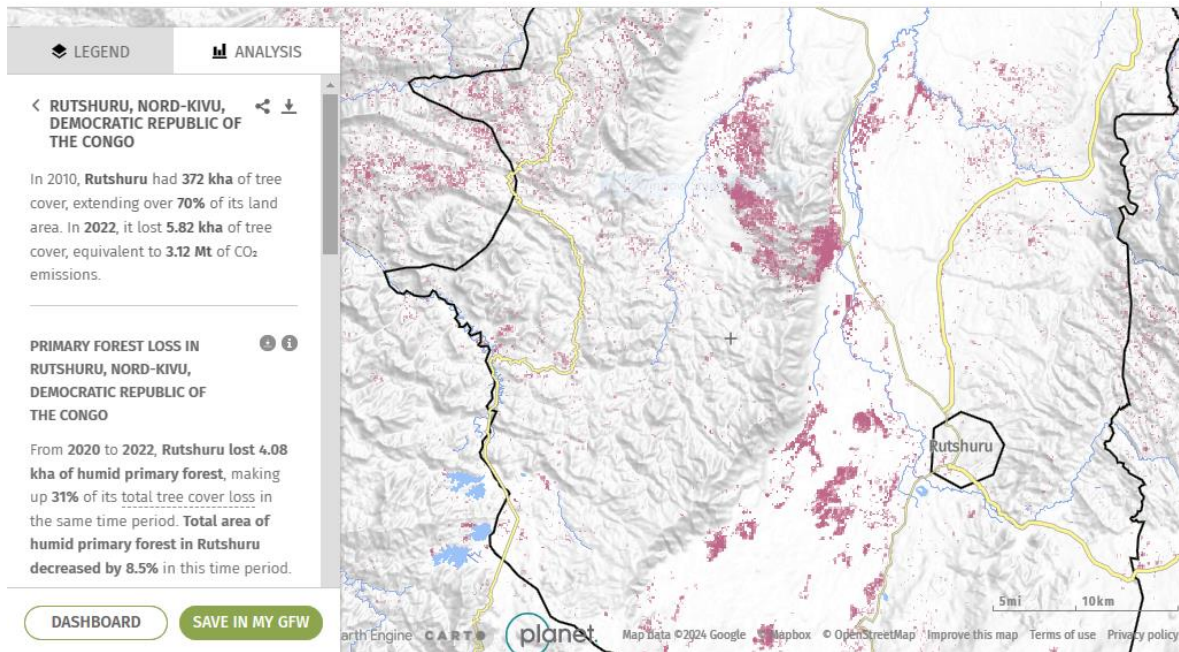 LEGEND
ANALYSIS
RUTSHURU, NORD-KIVU,
DEMOCRATIC REPUBLIC OF
THE CONGO
In 2010, Rutshuru had 372 kha of tree
cover, extending over 70% of its land
area. In 2022, it lost 5.82 kha of tree
cover, equivalent to 3.12 Mt of CO₂
emissions.
PRIMARY FOREST LOSS IN
RUTSHURU, NORD-KIVU,
DEMOCRATIC REPUBLIC OF
THE CONGO
From 2020 to 2022, Rutshuru lost 4.08
kha of humid primary forest, making
up 31% of its total tree cover loss in
the same time period. Total area of
humid primary forest in Rutshuru
decreased by 8.5% in this time period.
DASHBOARD
SAVE IN MY GFW
Rutshuru
5mi 10km
arth Engine CARTO planet. Map Data ©2024 Google Mapbox © OpenStreetMap Improve this map Terms of use Privacy policy